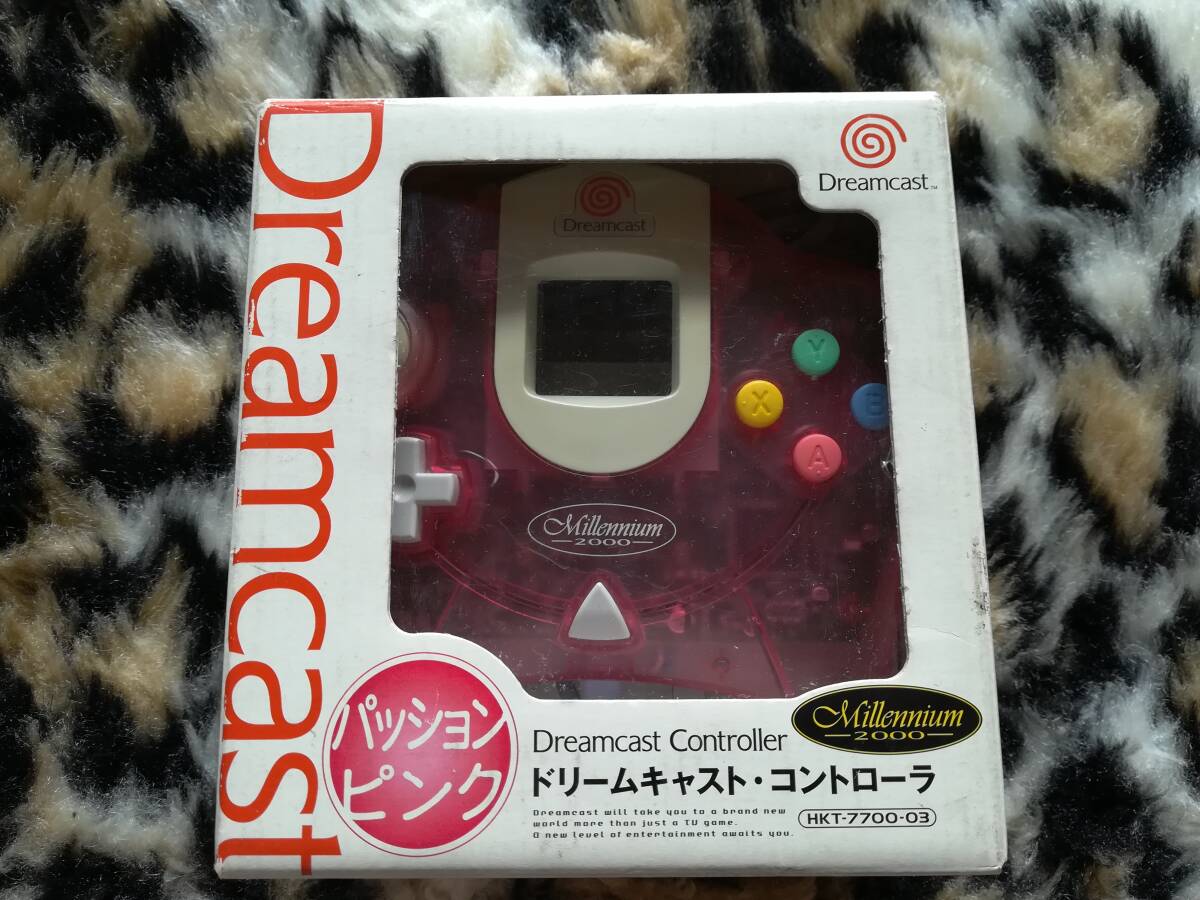 Dreamcast
Dreamcast™
Dreamcast
Y
X
B
A
Millennium
2000
パッション
ピンク
Dreamcast Controller
Millennium
2000
ドリームキャスト・コントローラ
Dreamcast will take you to a brand new
world more than just a TV game.
A new level of entertainment awaits you.
HKT-7700-03